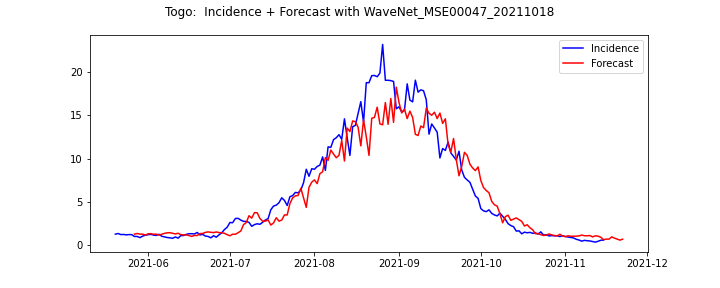 Togo:  Incidence + Forecast with WaveNet_MSE00047_20211018
Incidence
Forecast
20
15
10
5
0
2021-06 2021-07 2021-08 2021-09 2021-10 2021-11 2021-12